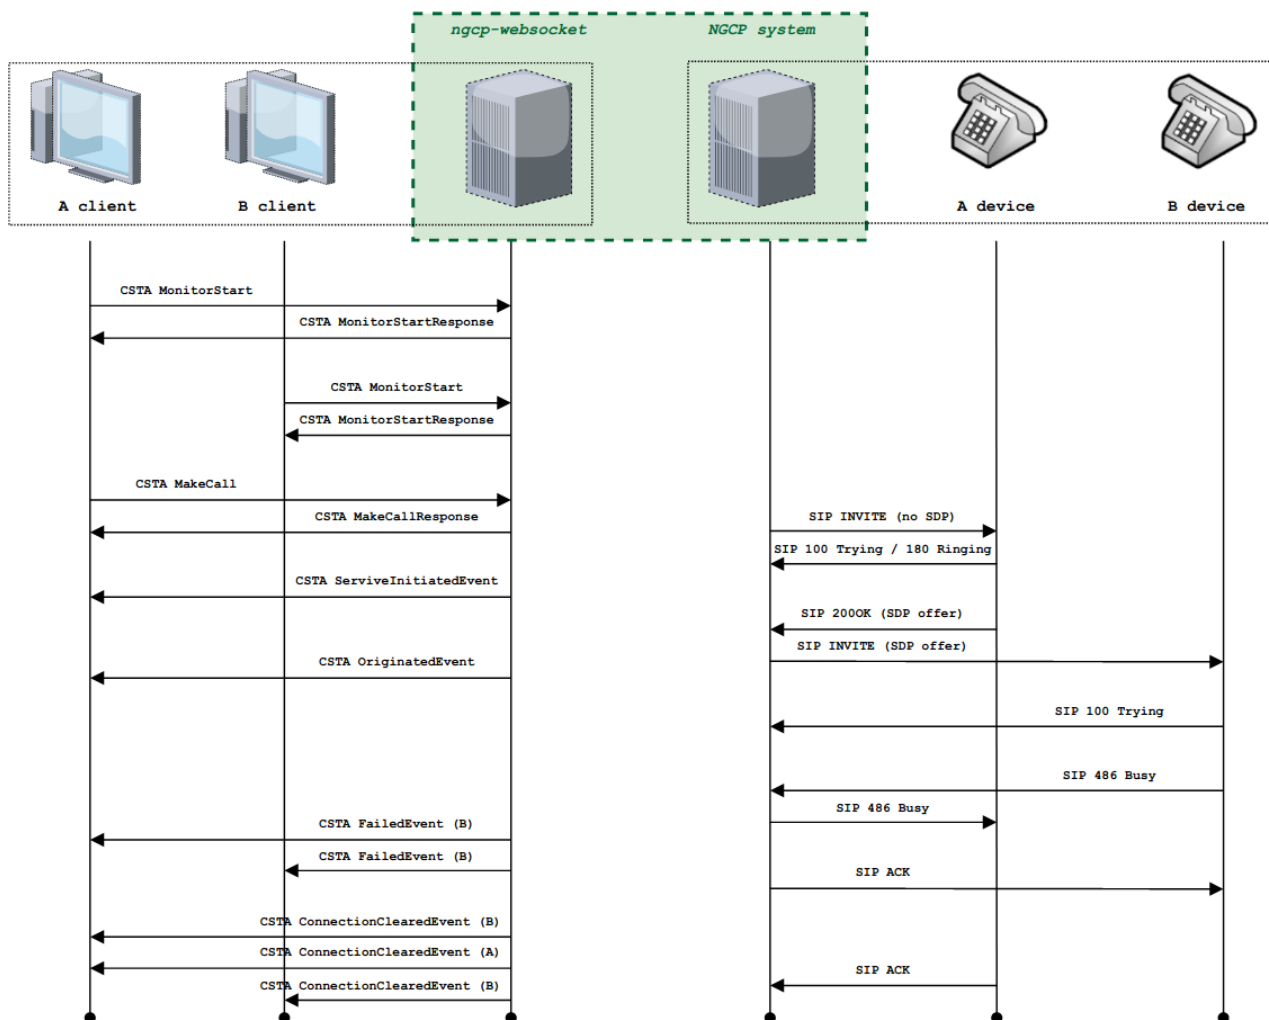 ngcp-websocket
NGCP system
A client
B client
A device
B device
CSTA MonitorStart
CSTA MonitorStartResponse
CSTA MonitorStart
CSTA MonitorStartResponse
CSTA MakeCall
CSTA MakeCallResponse
SIP INVITE (no SDP)
SIP 100 Trying / 180 Ringing
CSTA ServiveInitiatedEvent
SIP 200OK (SDP offer)
SIP INVITE (SDP offer)
CSTA OriginatedEvent
SIP 100 Trying
SIP 486 Busy
SIP 486 Busy
CSTA FailedEvent (B)
CSTA FailedEvent (B)
SIP ACK
CSTA ConnectionClearedEvent (B)
CSTA ConnectionClearedEvent (A)
SIP ACK
CSTA ConnectionClearedEvent (B)